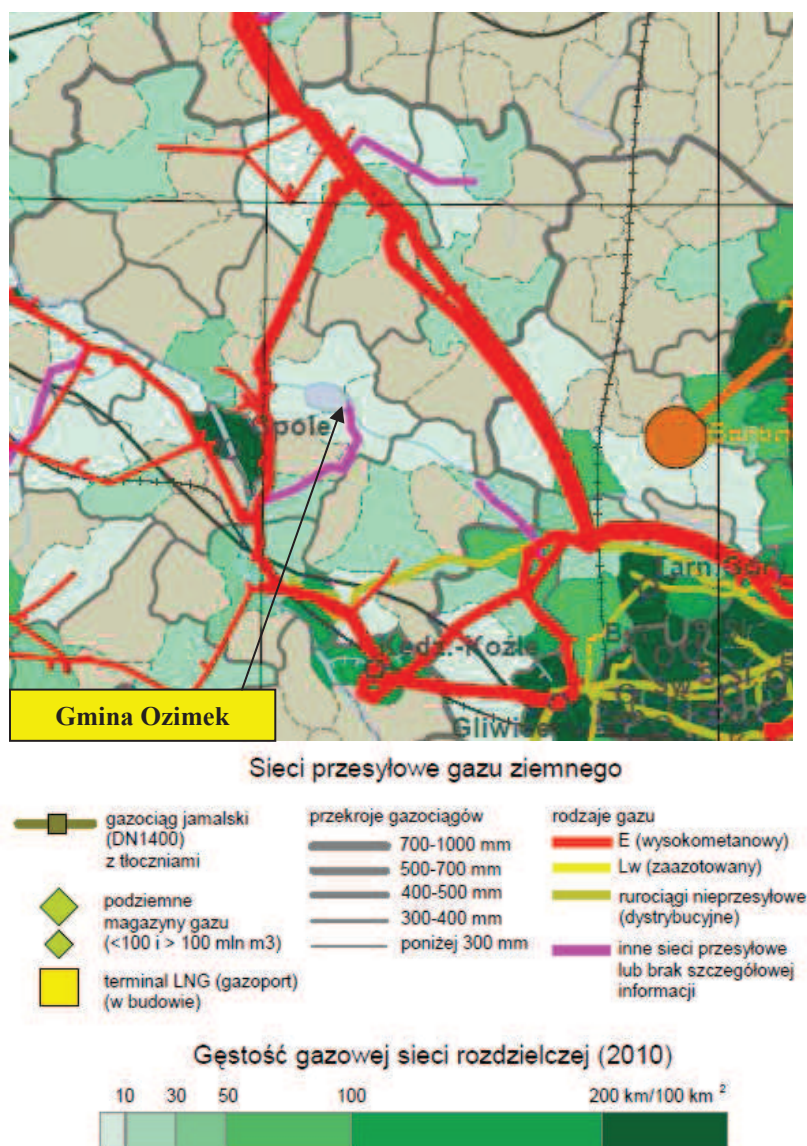 Opole
Boron
Tarn. Góry
Kędz.-Koźle
Gliwice
Gmina Ozimek
Sieci przesyłowe gazu ziemnego
gazociąg jamalski
(DN1400)
z tłoczniami
podziemne
magazyny gazu
(<100 i > 100 mln m3)
terminal LNG (gazoport)
(w budowie)
przekroje gazociągów
700-1000 mm
500-700 mm
400-500 mm
300-400 mm
poniżej 300 mm
rodzaje gazu
E (wysokometanowy)
Lw (zaazotowany)
rurociągi nieprzesyłowe
(dystrybucyjne)
inne sieci przesyłowe
lub brak szczegółowej
informacji
Gęstość gazowej sieci rozdzielczej (2010)
10 30 50 100 200 km/100 km ²